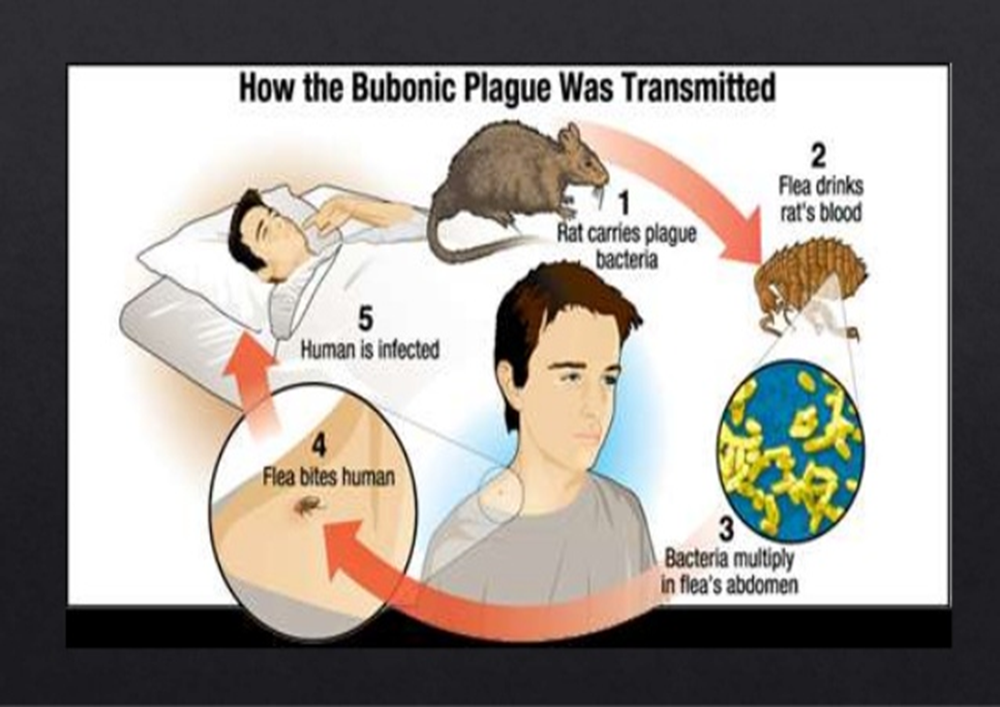 How the Bubonic Plague Was Transmitted
1
Rat carries plague
bacteria
2
Flea drinks
rat's blood
3
Bacteria multiply
in flea's abdomen
4
Flea bites human
5
Human is infected